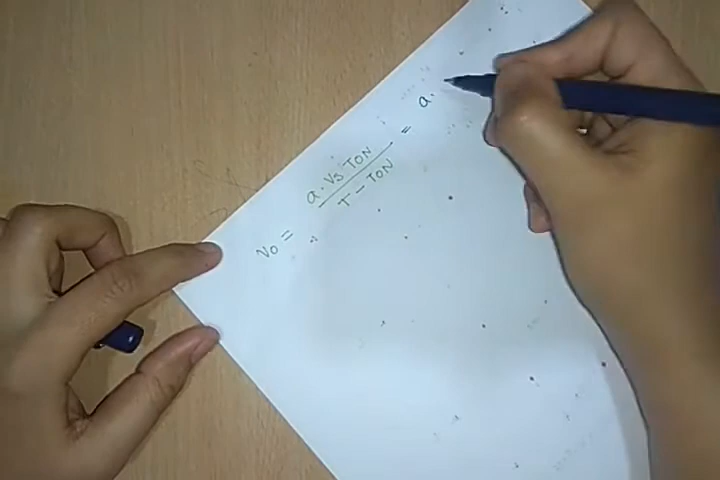 Vo = a. Vs TON / T - TON = a.